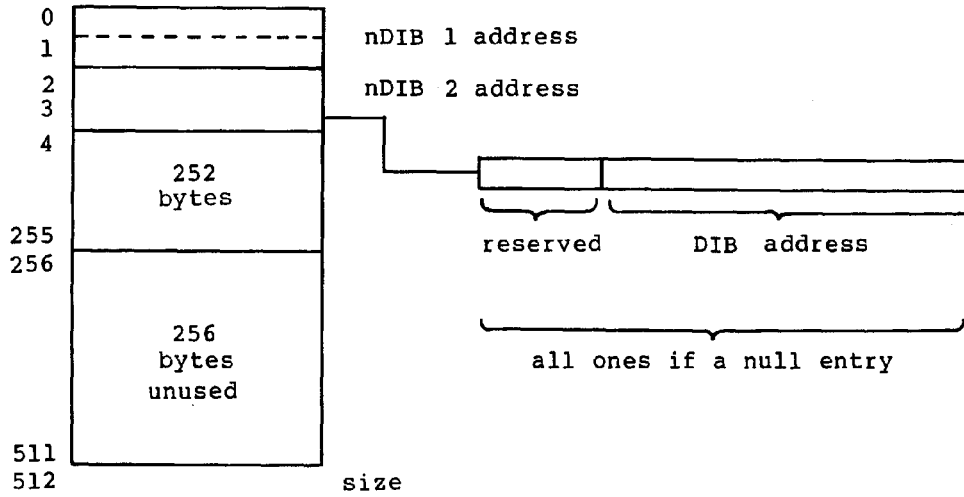 0
1
nDIB 1 address
2
3
nDIB 2 address
4
252
bytes
reserved
DIB address
255
256
256
bytes
unused
all ones if a null entry
511
512
size